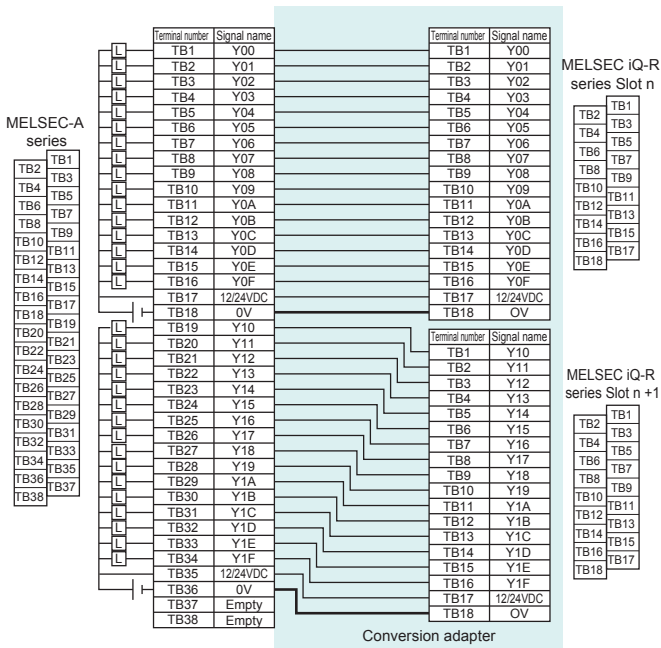 MELSEC-A
series
TB1
TB2
TB3
TB4
TB5
TB6
TB7
TB8
TB9
TB10
TB11
TB12
TB13
TB14
TB15
TB16
TB17
TB18
TB19
TB20
TB21
TB22
TB23
TB24
TB25
TB26
TB27
TB28
TB29
TB30
TB31
TB32
TB33
TB34
TB35
TB36
TB37
TB38
Terminal number Signal name
L TB1 Y00
L TB2 Y01
L TB3 Y02
L TB4 Y03
L TB5 Y04
L TB6 Y05
L TB7 Y06
L TB8 Y07
L TB9 Y08
L TB10 Y09
L TB11 Y0A
L TB12 Y0B
L TB13 Y0C
L TB14 Y0D
L TB15 Y0E
L TB16 Y0F
TB17 12/24VDC
TB18 0V
L TB19 Y10
L TB20 Y11
L TB21 Y12
L TB22 Y13
L TB23 Y14
L TB24 Y15
L TB25 Y16
L TB26 Y17
L TB27 Y18
L TB28 Y19
L TB29 Y1A
L TB30 Y1B
L TB31 Y1C
L TB32 Y1D
L TB33 Y1E
L TB34 Y1F
TB35 12/24VDC
TB36 0V
TB37 Empty
TB38 Empty
Terminal number Signal name
TB1 Y00
TB2 Y01
TB3 Y02
TB4 Y03
TB5 Y04
TB6 Y05
TB7 Y06
TB8 Y07
TB9 Y08
TB10 Y09
TB11 Y0A
TB12 Y0B
TB13 Y0C
TB14 Y0D
TB15 Y0E
TB16 Y0F
TB17 12/24VDC
TB18 OV
Terminal number Signal name
TB1 Y10
TB2 Y11
TB3 Y12
TB4 Y13
TB5 Y14
TB6 Y15
TB7 Y16
TB8 Y17
TB9 Y18
TB10 Y19
TB11 Y1A
TB12 Y1B
TB13 Y1C
TB14 Y1D
TB15 Y1E
TB16 Y1F
TB17 12/24VDC
TB18 OV
Conversion adapter
MELSEC iQ-R
series Slot n
TB1
TB2
TB3
TB4
TB5
TB6
TB7
TB8
TB9
TB10
TB11
TB12
TB13
TB14
TB15
TB16
TB17
TB18
MELSEC iQ-R
series Slot n +1
TB1
TB2
TB3
TB4
TB5
TB6
TB7
TB8
TB9
TB10
TB11
TB12
TB13
TB14
TB15
TB16
TB17
TB18